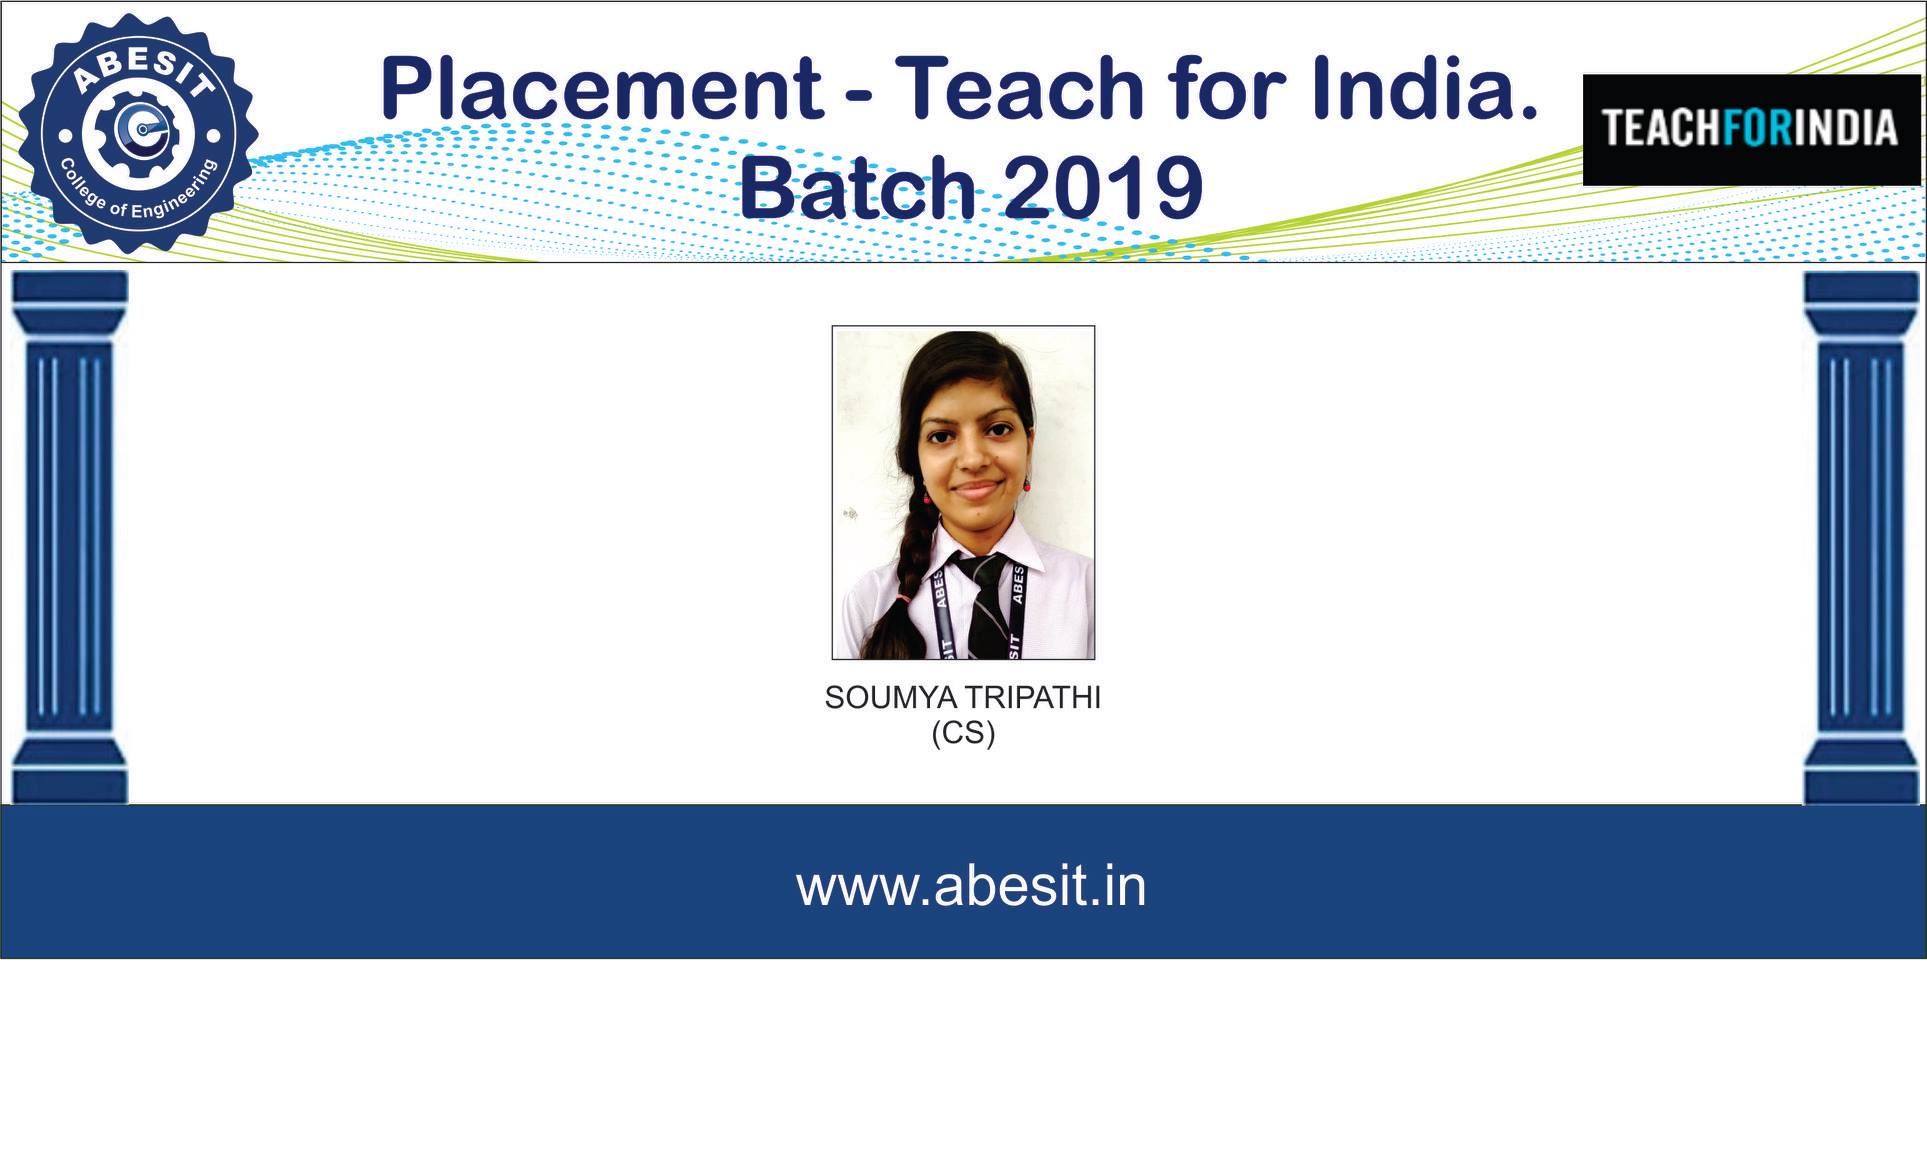 ABESIT
College of Engineering
Placement - Teach for India.
Batch 2019
TEACHFORINDIA
ABES
ABES
SIT
SIT
SOUMYA TRIPATHI
(CS)
www.abesit.in